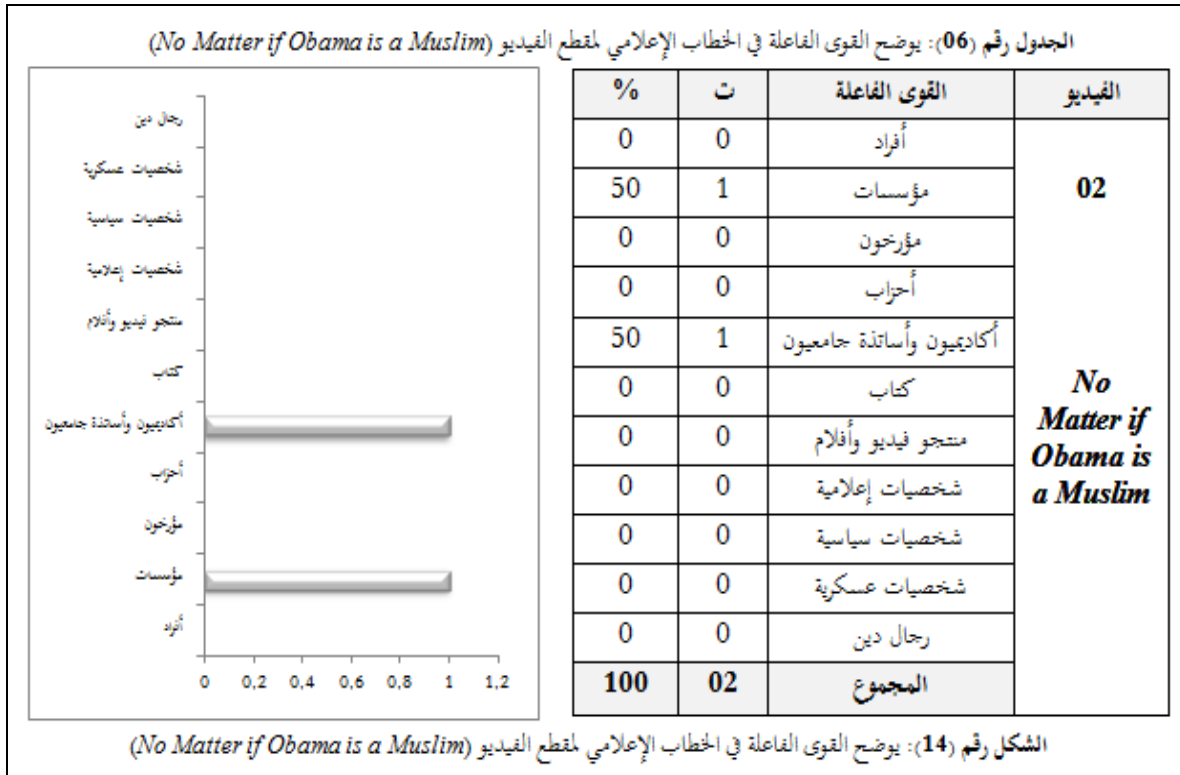 الجدول رقم (06): يوضح القوى الفاعلة في الخطاب الإعلامي لمقطع الفيديو (No Matter if Obama is a Muslim)
الفيديو القوى الفاعلة ت %
أفراد 0 0
02 مؤسسات 1 50
مؤرخون 0 0
أحزاب 0 0
أكاديميون وأساتذة جامعيون 1 50
كتاب 0 0
منتجو فيديو وأفلام 0 0
شخصيات إعلامية 0 0
شخصيات سياسية 0 0
شخصيات عسكرية 0 0
رجال دين 0 0
المجموع 02 100
No
Matter if
Obama is
a Muslim
رجال دين
شخصيات عسكرية
شخصيات سياسية
شخصيات إعلامية
منتجو فيديو وأفلام
كتاب
أكاديميون وأساتذة جامعيون
أحزاب
مؤرخون
مؤسسات
أفراد
0 0,2 0,4 0,6 0,8 1 1,2
الشكل رقم (14): يوضح القوى الفاعلة في الخطاب الإعلامي لمقطع الفيديو (No Matter if Obama is a Muslim)